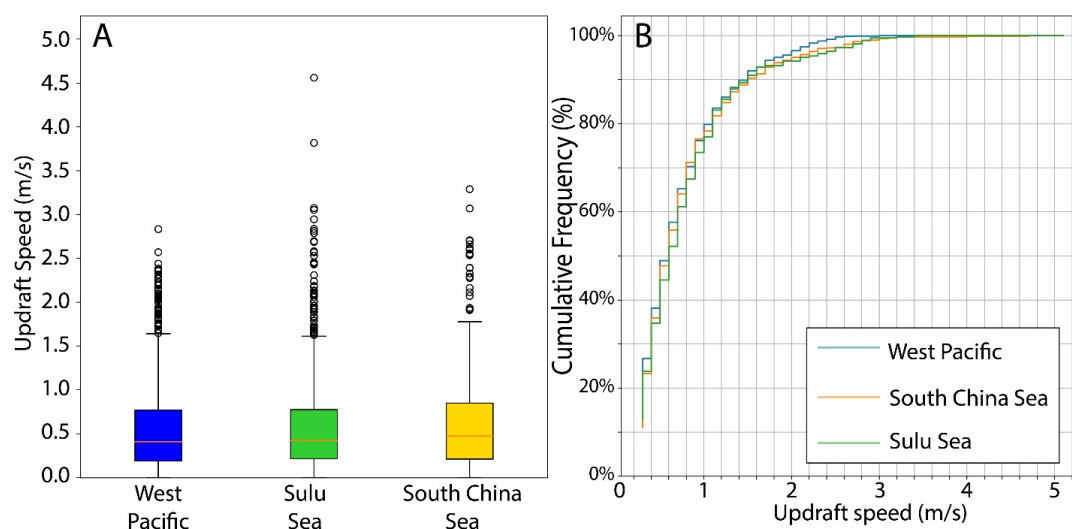 A
Updraft Speed (m/s)
5.0
4.5
4.0
3.5
3.0
2.5
2.0
1.5
1.0
0.5
0.0
West
Pacific
Sulu
Sea
South China
Sea
B
Cumulative Frequency (%)
100%
80%
60%
40%
20%
0%
West Pacific
South China Sea
Sulu Sea
0
1
2
3
4
5
Updraft speed (m/s)